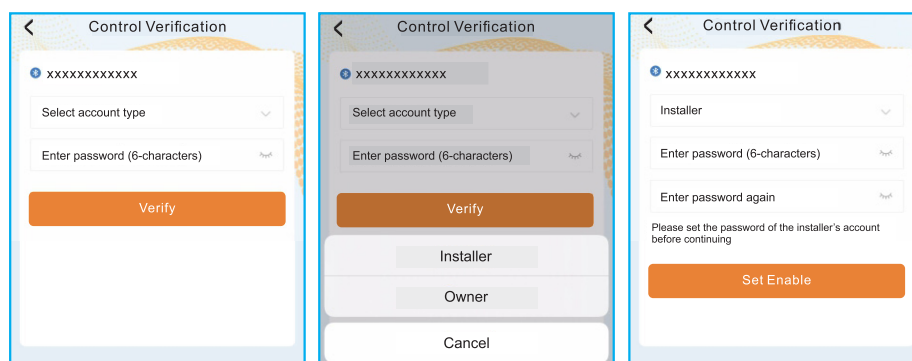 Control Verification
xxxxxxxxxxxx
Select account type
Enter password (6-characters)
Verify
Control Verification
xxxxxxxxxxxx
Select account type
Enter password (6-characters)
Verify
Installer
Owner
Cancel
Control Verification
xxxxxxxxxxxx
Installer
Enter password (6-characters)
Enter password again
Please set the password of the installer's account
before continuing
Set Enable